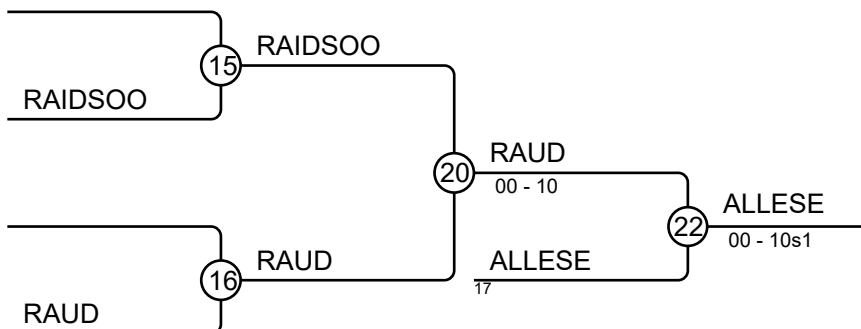 RAIDSOO
15
RAIDSOO
RAUD
20
00 - 10
ALLESE
22
00 - 10s1
RAUD
16
ALLESE
17
RAUD